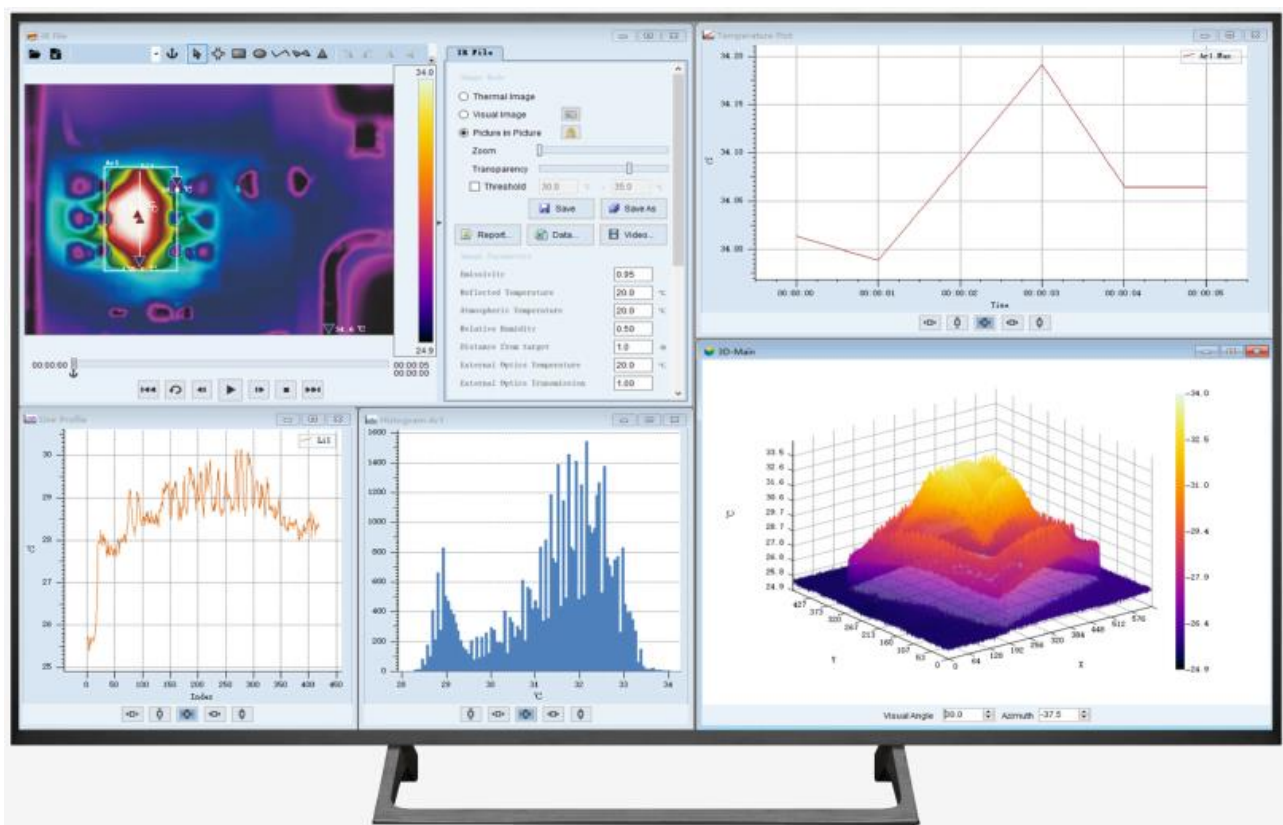 IR File
IR File
Image Mode
Thermal Image
Visual Image
Picture in Picture
Zoom
Transparency
Threshold 30.0 ℃ - 35.0 ℃
Save Save As
Report... Data... Video...
Image Parameters
Emissivity 0.95
Reflected Temperature 20.0 ℃
Atmospheric Temperature 20.0 ℃
Relative Humidity 0.50
Distance from target 1.0 m
External Optics Temperature 20.0 ℃
External Optics Transmission 1.00
34.0
Ar1
34.6 ℃
24.9
00:00:00 00:00:05
00:00:00
Temperature Plot
Ar1.Max
34.20
34.15
34.10
34.05
34.00
℃
00:00:00 00:00:01 00:00:02 00:00:03 00:00:04 00:00:05
Time
Line Profile
Li1
30
29
28
27
26
25
℃
0 50 100 150 200 250 300 350 400 450
Index
Histogram-Ar1
1600
1400
1200
1000
800
600
400
200
0
28 29 30 31 32 33 34
℃
3D-Main
33.5
32.6
31.6
30.6
29.7
28.7
27.8
26.8
25.8
24.9
℃
427 373 320 267 213 160 107 53 0
Y
0 64 128 192 256 320 384 448 512 576
X
34.0
32.5
31.0
29.4
27.9
26.4
24.9
Visual Angle 30.0 Azimuth -37.5